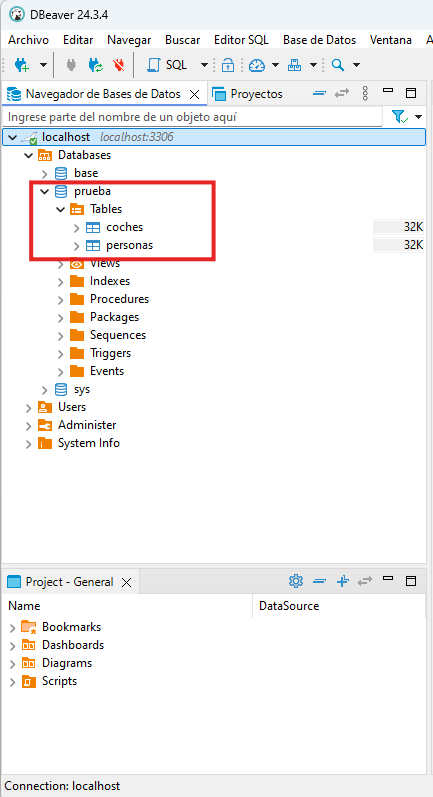 DBeaver 24.3.4
Archivo Editar Navegar Buscar Editor SQL Base de Datos Ventana A
SQL
Navegador de Bases de Datos Proyectos
Ingrese parte del nombre de un objeto aquí
localhost localhost:3306
Databases
base
prueba
Tables
coches 32K
personas 32K
Views
Indexes
Procedures
Packages
Sequences
Triggers
Events
sys
Users
Administer
System Info
Project - General
Name DataSource
Bookmarks
Dashboards
Diagrams
Scripts
Connection: localhost